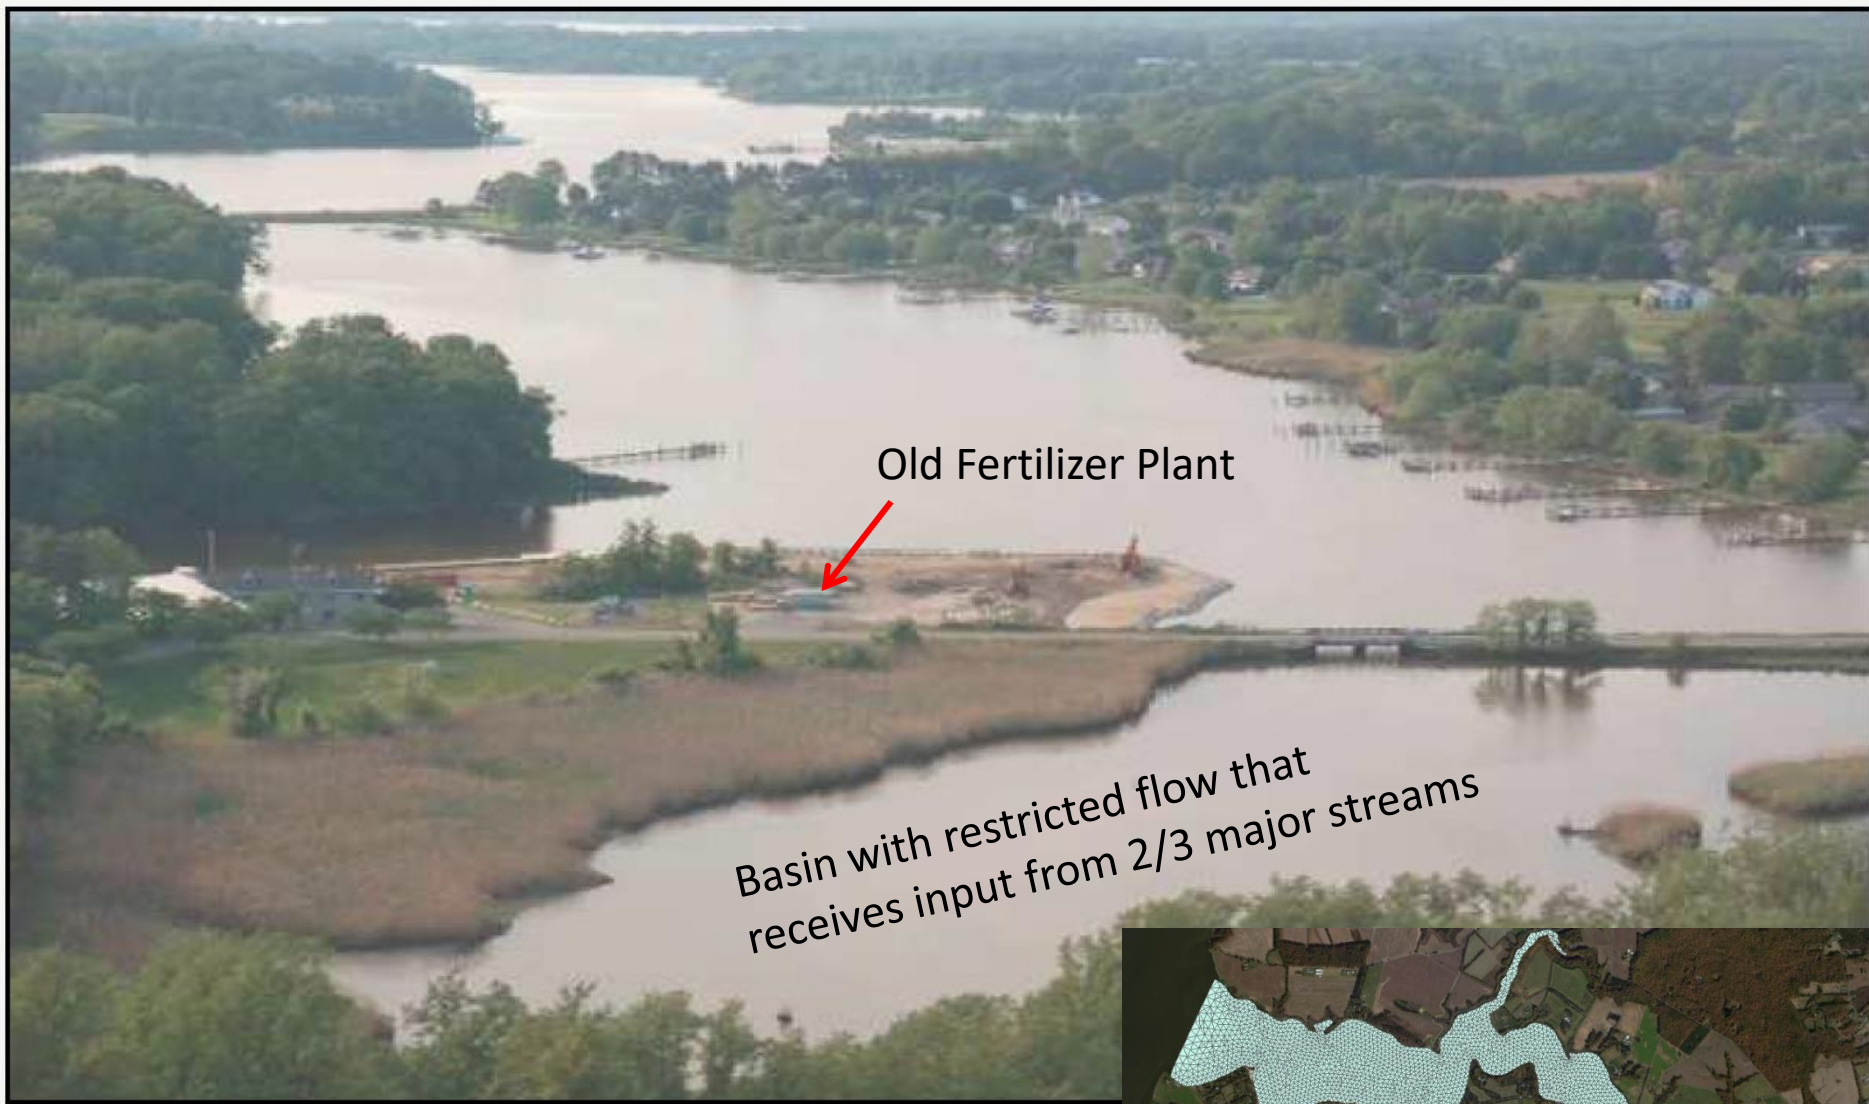 Old Fertilizer Plant
Basin with restricted flow that
receives input from 2/3 major streams